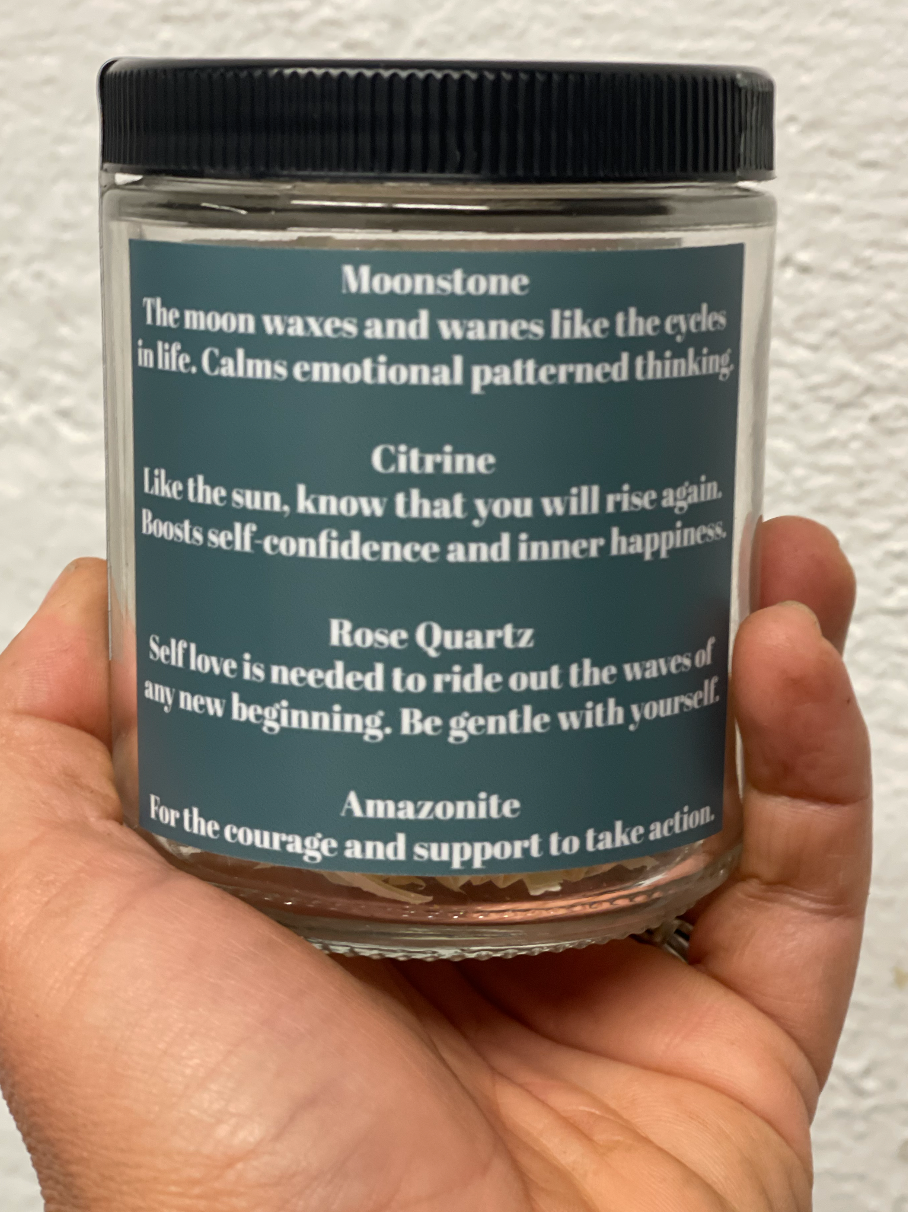 Moonstone
The moon waxes and wanes like the cycles
in life. Calms emotional patterned thinking.
Citrine
Like the sun, know that you will rise again.
Boosts self-confidence and inner happiness.
Rose Quartz
Self love is needed to ride out the waves of
any new beginning. Be gentle with yourself.
Amazonite
For the courage and support to take action.